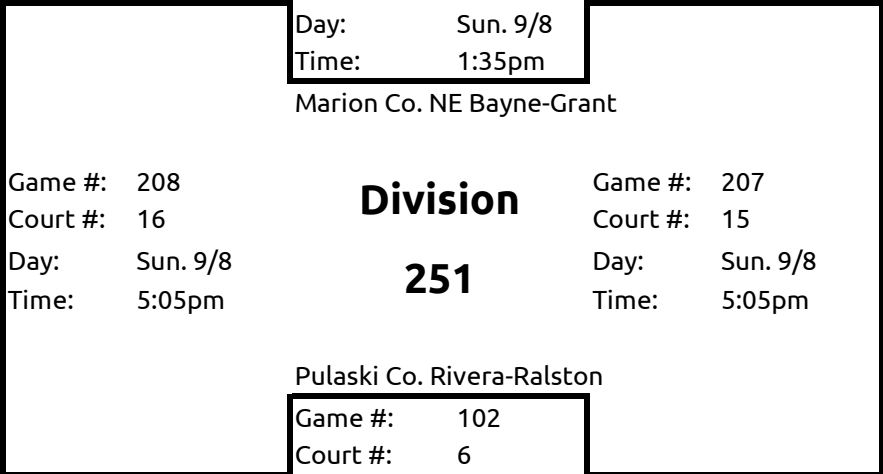 Day: Sun. 9/8
Time: 1:35pm
Marion Co. NE Bayne-Grant
Game #: 208
Court #: 16
Day: Sun. 9/8
Time: 5:05pm
Division
251
Game #: 207
Court #: 15
Day: Sun. 9/8
Time: 5:05pm
Pulaski Co. Rivera-Ralston
Game #: 102
Court #: 6